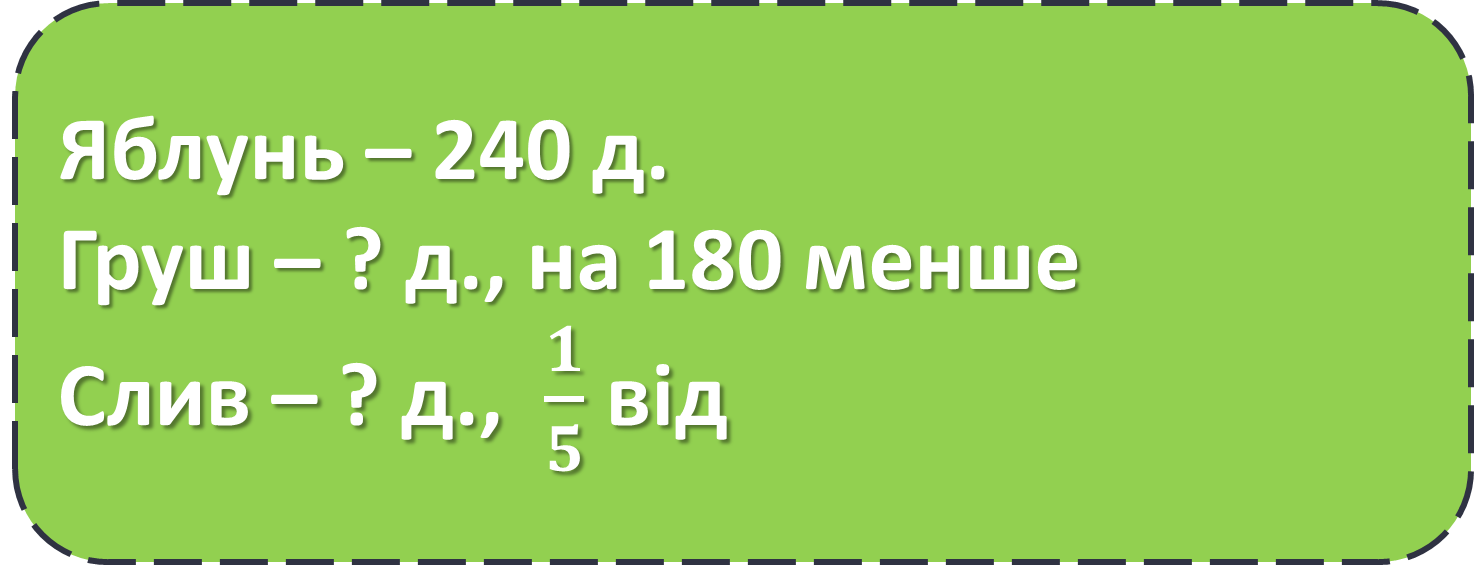 Яблунь – 240 д.
Груш – ? д., на 180 менше
Слив – ? д., 1/5 від